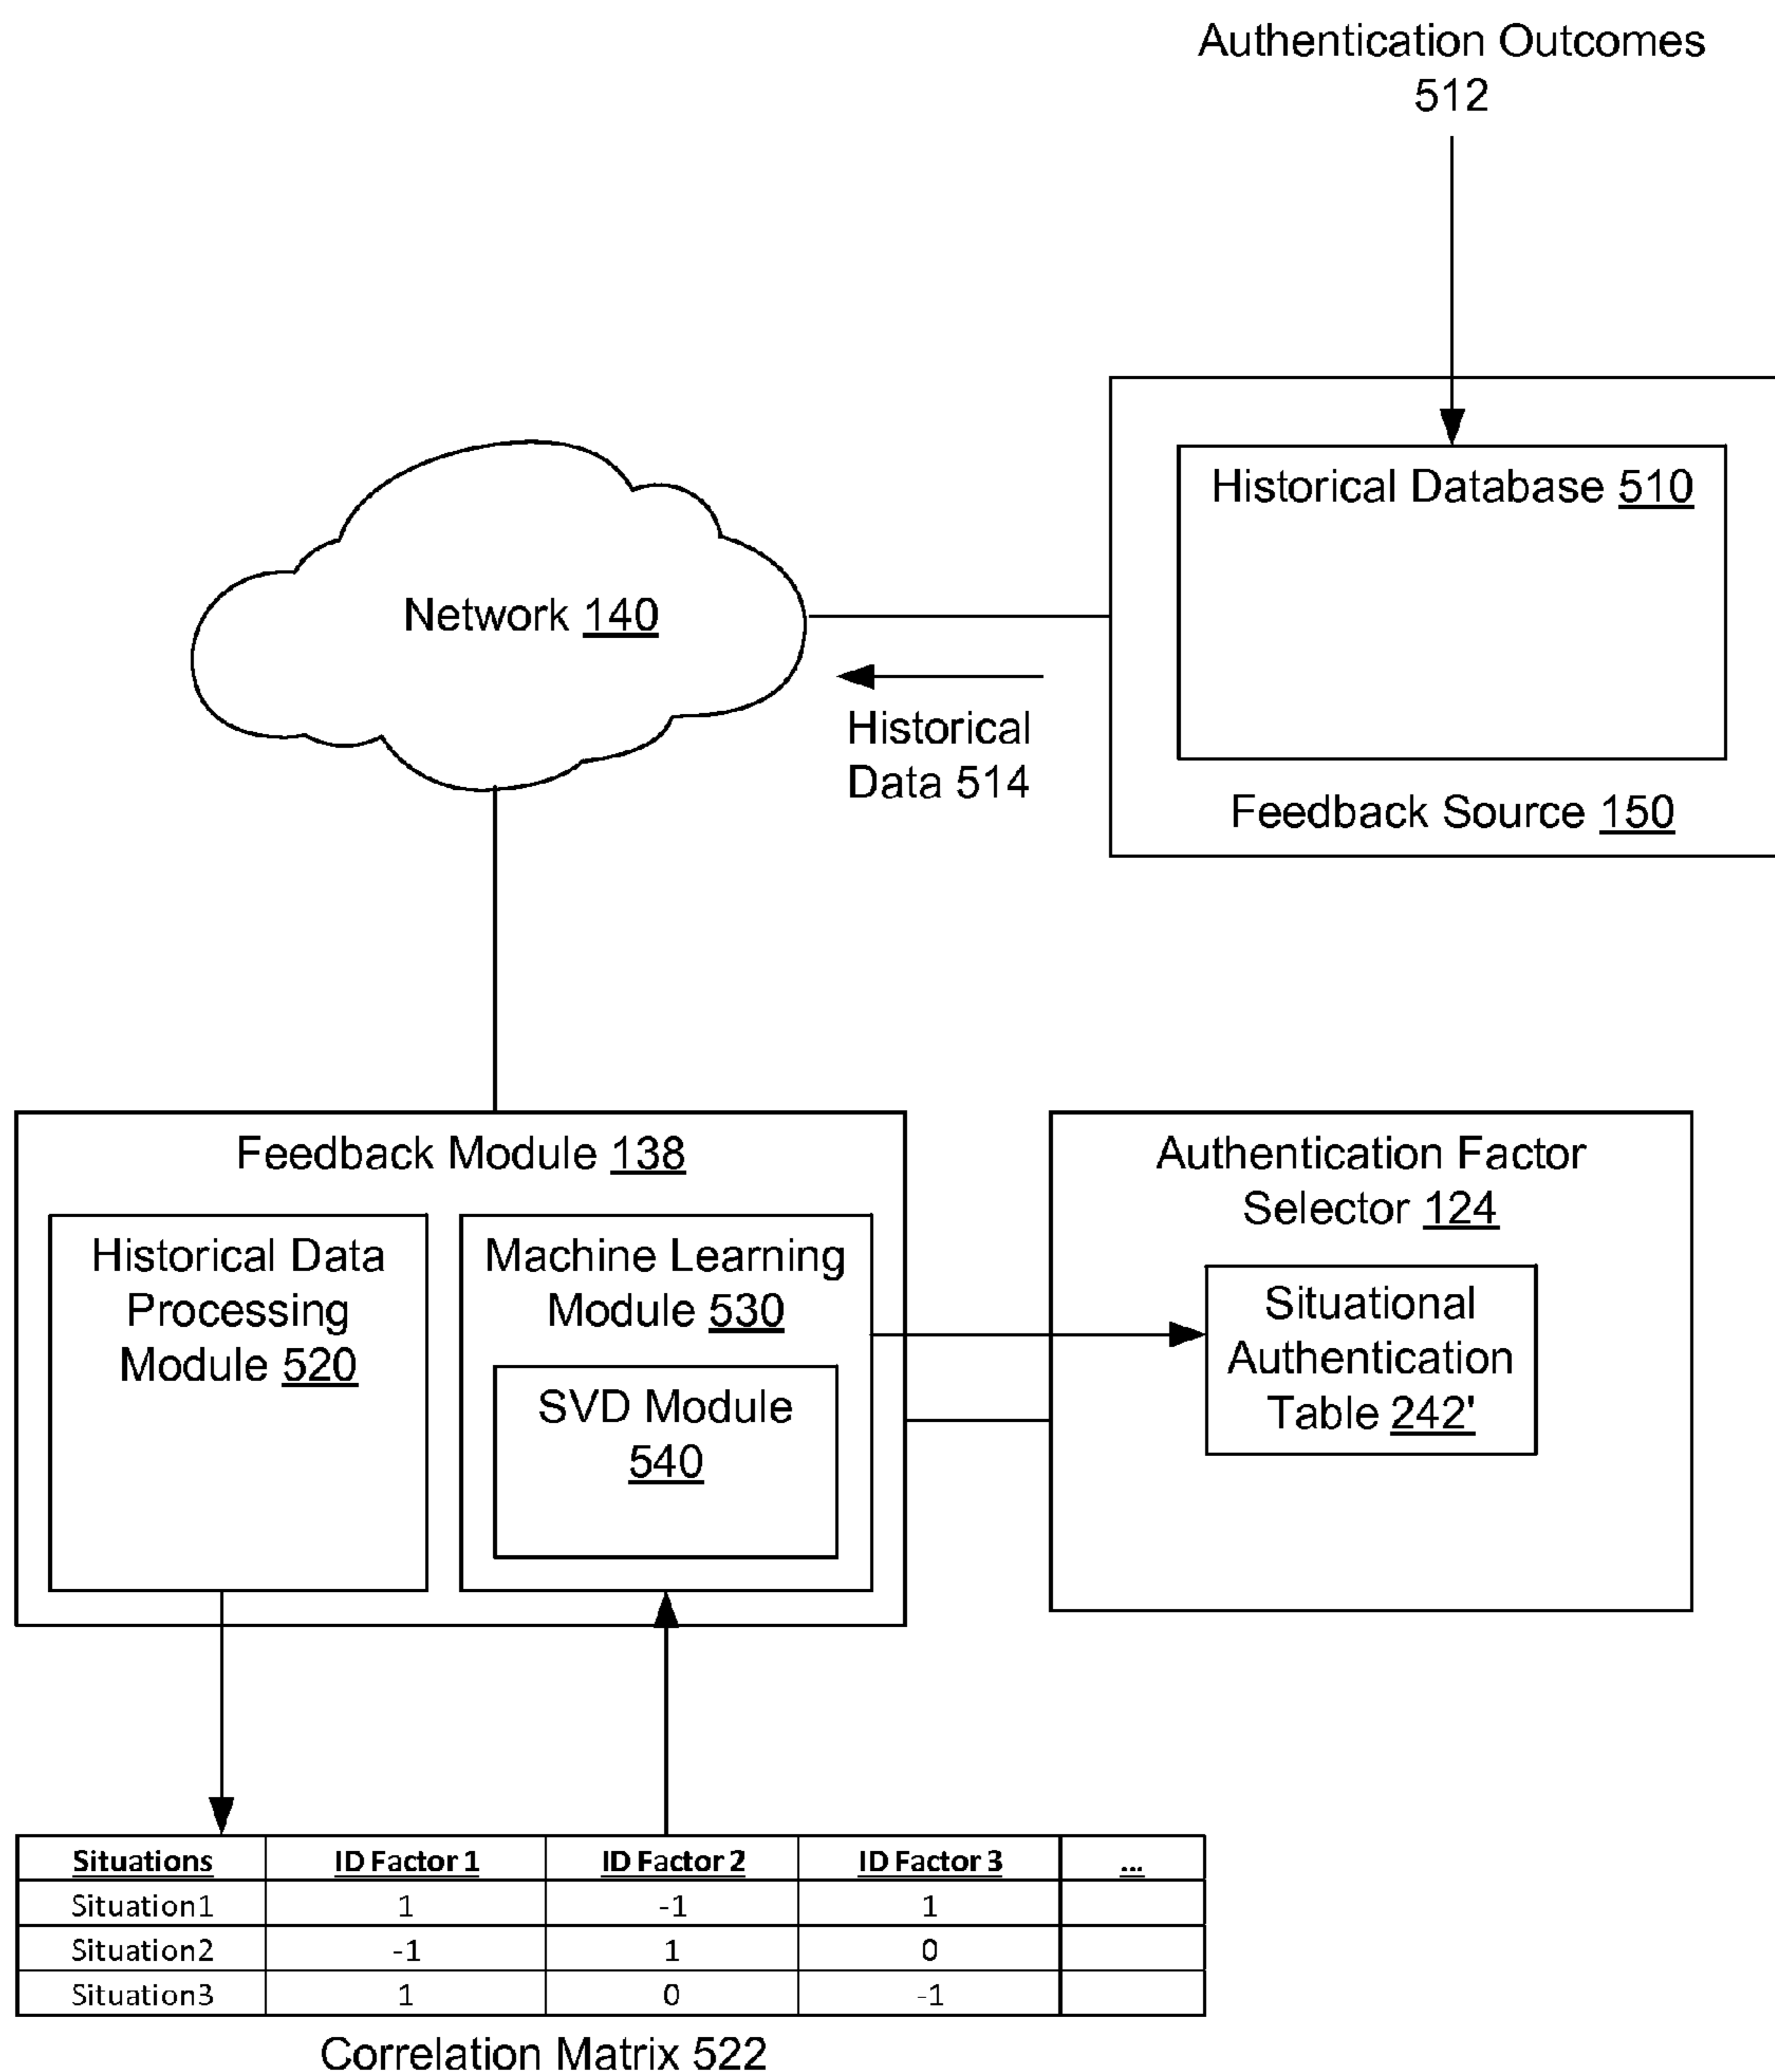 Authentication Outcomes
512
Historical Database 510
Network 140
Historical
Data 514
Feedback Source 150
Feedback Module 138
Historical Data
Processing
Module 520
Machine Learning
Module 530
SVD Module
540
Authentication Factor
Selector 124
Situational
Authentication
Table 242'
Situations ID Factor 1 ID Factor 2 ID Factor 3 ...
Situation1 1 -1 1
Situation2 -1 1 0
Situation3 1 0 -1
Correlation Matrix 522